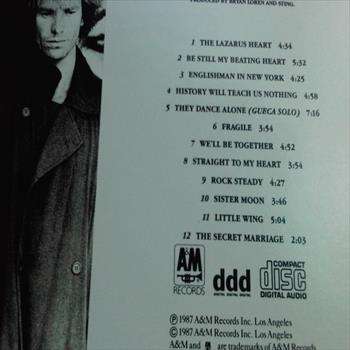 PRODUCED BY BRYAN LOREN AND STING.
1 THE LAZARUS HEART 4:34
2 BE STILL MY BEATING HEART 5:32
3 ENGLISHMAN IN NEW YORK 4:25
4 HISTORY WILL TEACH US NOTHING 4:58
5 THEY DANCE ALONE (GUECA SOLO) 7:16
6 FRAGILE 3:54
7 WE'LL BE TOGETHER 4:52
8 STRAIGHT TO MY HEART 3:54
9 ROCK STEADY 4:27
10 SISTER MOON 3:46
11 LITTLE WING 5:04
12 THE SECRET MARRIAGE 2:03
A&M
RECORDS
ddd
DIGITAL DIGITAL DIGITAL
COMPACT
disc
DIGITAL AUDIO
℗ 1987 A&M Records Inc. Los Angeles
© 1987 A&M Records Inc. Los Angeles
A&M and are trademarks of A&M Records